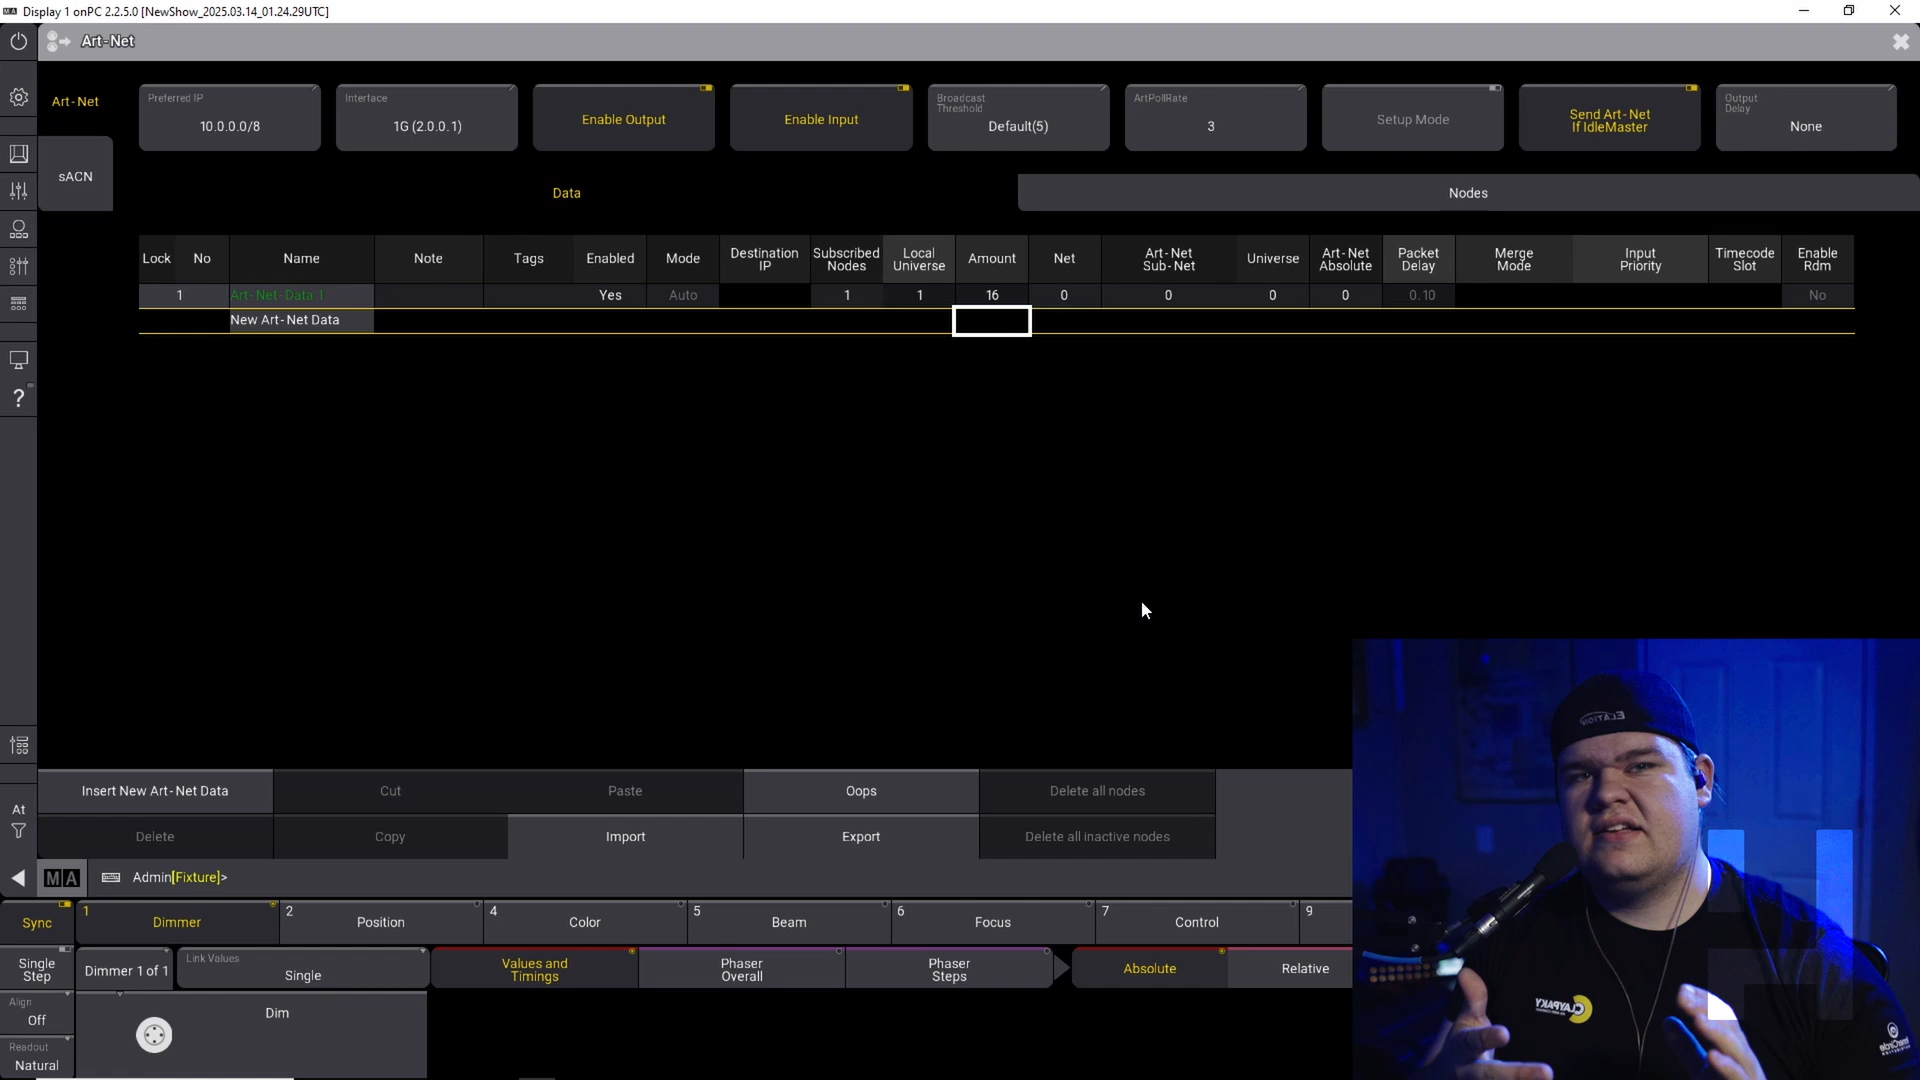 Display 1 onPC 2.2.5.0 [NewShow_2025.03.14_01.24.29UTC]
Art-Net
Art-Net
sACN
Preferred IP
10.0.0.0/8
Interface
1G (2.0.0.1)
Enable Output
Enable Input
Broadcast
Threshold
Default(5)
ArtPollRate
3
Setup Mode
Send Art-Net
If IdleMaster
Output
Delay
None
Data
Nodes
Lock No Name Note Tags Enabled Mode Destination IP Subscribed Nodes Local Universe Amount Net Art-Net Sub-Net Universe Art-Net Absolute Packet Delay Merge Mode Input Priority Timecode Slot Enable Rdm
1 Art-Net-Data 1 Yes Auto 1 1 16 0 0 0 0 0.10 No
New Art-Net Data
?
At
Insert New Art-Net Data
Cut
Paste
Oops
Delete all nodes
Delete
Copy
Import
Export
Delete all inactive nodes
MA
Admin[Fixture]>
Sync
1 Dimmer
2 Position
4 Color
5 Beam
6 Focus
7 Control
9
Single
Step
Dimmer 1 of 1
Link Values
Single
Values and
Timings
Phaser
Overall
Phaser
Steps
Absolute
Relative
Align
Off
Dim
Readout
Natural
ELATION
CLAYPAKY